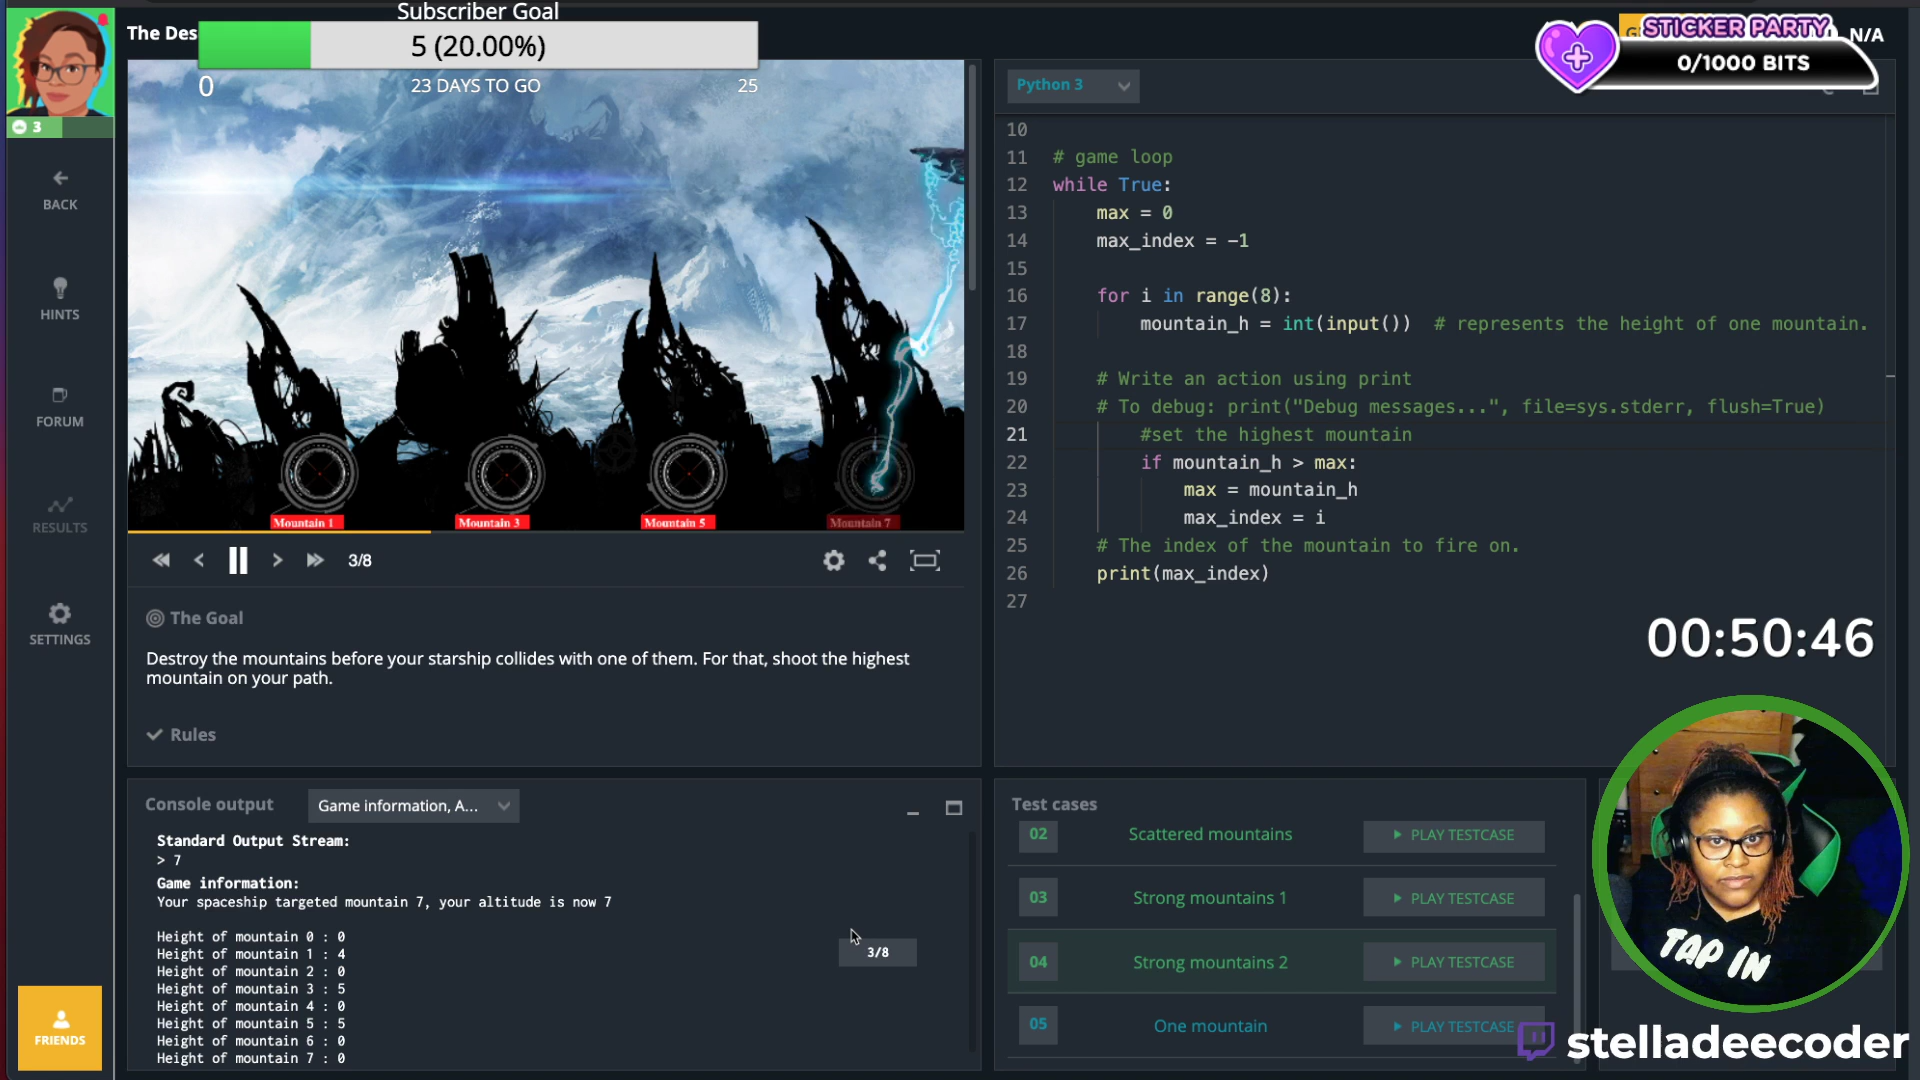 Subscriber Goal
The Des
5 (20.00%)
0
23 DAYS TO GO
25
STICKER PARTY
0/1000 BITS
N/A
3
BACK
HINTS
FORUM
RESULTS
SETTINGS
FRIENDS
Mountain 1
Mountain 3
Mountain 5
Mountain 7
3/8
The Goal
Destroy the mountains before your starship collides with one of them. For that, shoot the highest
mountain on your path.
Rules
Python 3
10
11 # game loop
12 while True:
13 max = 0
14 max_index = -1
15
16 for i in range(8):
17 mountain_h = int(input()) # represents the height of one mountain.
18
19 # Write an action using print
20 # To debug: print("Debug messages...", file=sys.stderr, flush=True)
21 #set the highest mountain
22 if mountain_h > max:
23 max = mountain_h
24 max_index = i
25 # The index of the mountain to fire on.
26 print(max_index)
27
00:50:46
Console output
Game information, A...
Standard Output Stream:
> 7
Game information:
Your spaceship targeted mountain 7, your altitude is now 7
Height of mountain 0 : 0
Height of mountain 1 : 4
Height of mountain 2 : 0
Height of mountain 3 : 5
Height of mountain 4 : 0
Height of mountain 5 : 5
Height of mountain 6 : 0
Height of mountain 7 : 0
3/8
Test cases
02 Scattered mountains PLAY TESTCASE
03 Strong mountains 1 PLAY TESTCASE
04 Strong mountains 2 PLAY TESTCASE
05 One mountain PLAY TESTCASE
TAP IN
stelladeecoder